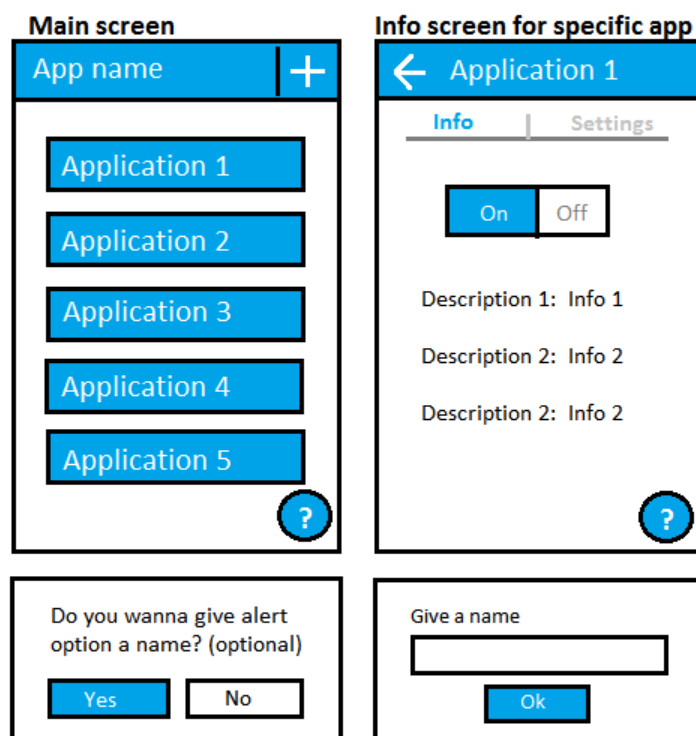 Main screen
App name
+
Application 1
Application 2
Application 3
Application 4
Application 5
?
Info screen for specific app
Application 1
Info | Settings
On Off
Description 1: Info 1
Description 2: Info 2
Description 2: Info 2
?
Do you wanna give alert
option a name? (optional)
Yes No
Give a name
Ok